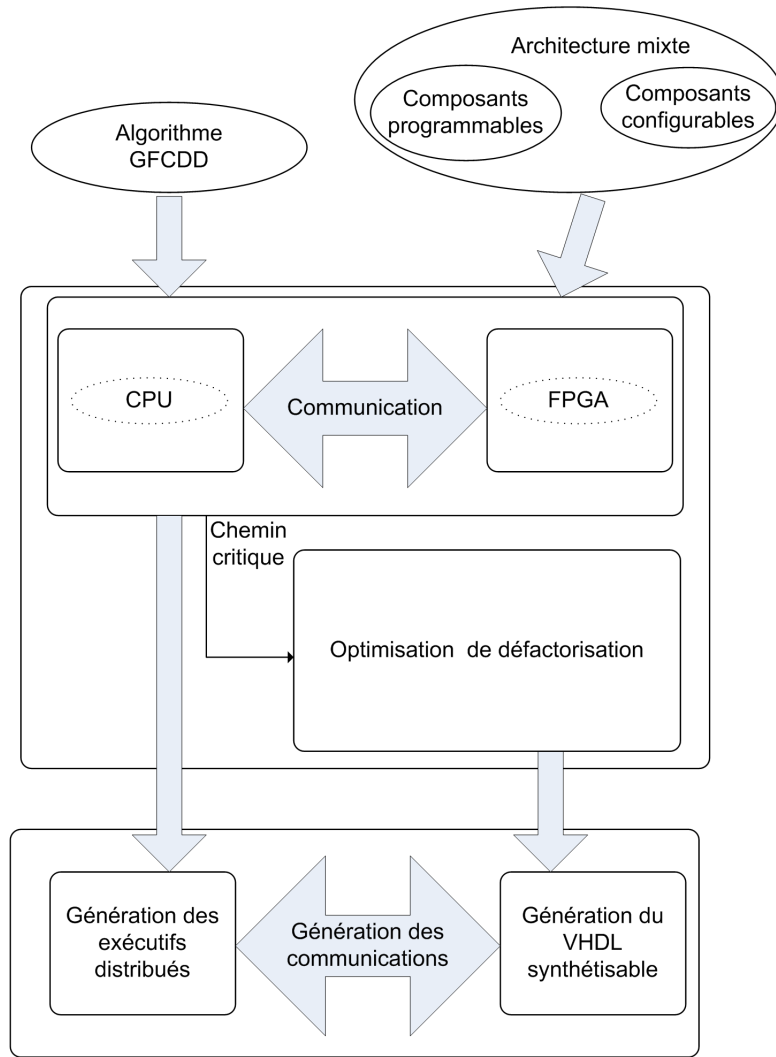 Architecture mixte
Composants
programmables
Composants
configurables
Algorithme
GFCDD
CPU
Communication
FPGA
Chemin
critique
Optimisation de défactorisation
Génération des
exécutifs
distribués
Génération des
communications
Génération du
VHDL
synthétisable